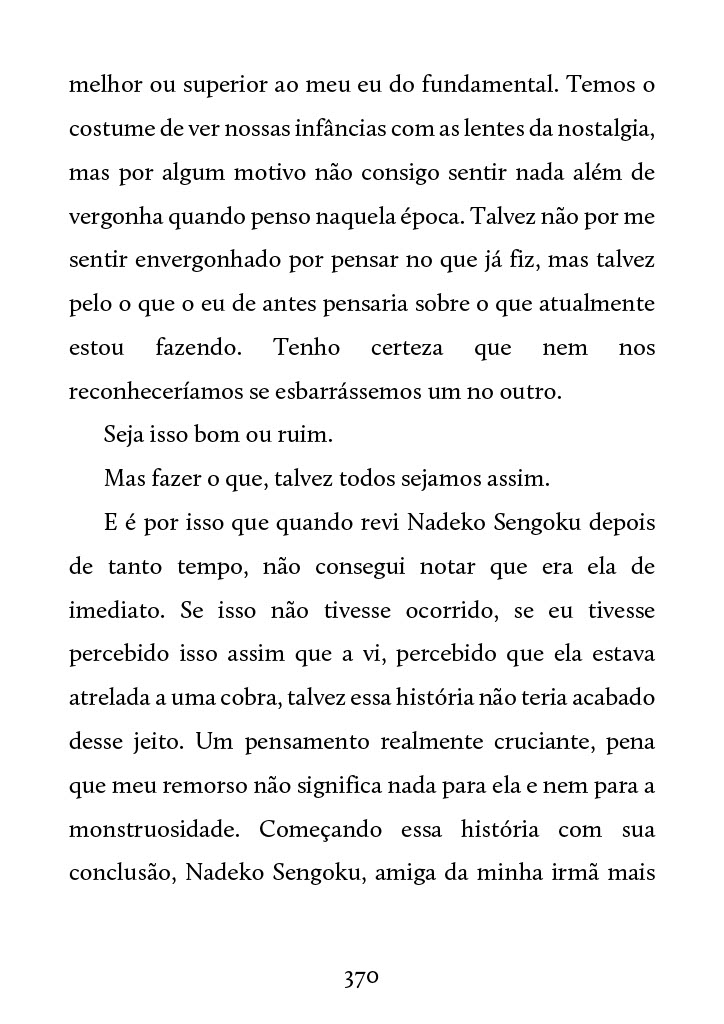 melhor ou superior ao meu eu do fundamental. Temos o
costume de ver nossas infâncias com as lentes da nostalgia,
mas por algum motivo não consigo sentir nada além de
vergonha quando penso naquela época. Talvez não por me
sentir envergonhado por pensar no que já fiz, mas talvez
pelo o que o eu de antes pensaria sobre o que atualmente
estou fazendo. Tenho certeza que nem nos
reconheceríamos se esbarrássemos um no outro.
Seja isso bom ou ruim.
Mas fazer o que, talvez todos sejamos assim.
E é por isso que quando revi Nadeko Sengoku depois
de tanto tempo, não consegui notar que era ela de
imediato. Se isso não tivesse ocorrido, se eu tivesse
percebido isso assim que a vi, percebido que ela estava
atrelada a uma cobra, talvez essa história não teria acabado
desse jeito. Um pensamento realmente cruciante, pena
que meu remorso não significa nada para ela e nem para a
monstruosidade. Começando essa história com sua
conclusão, Nadeko Sengoku, amiga da minha irmã mais
370